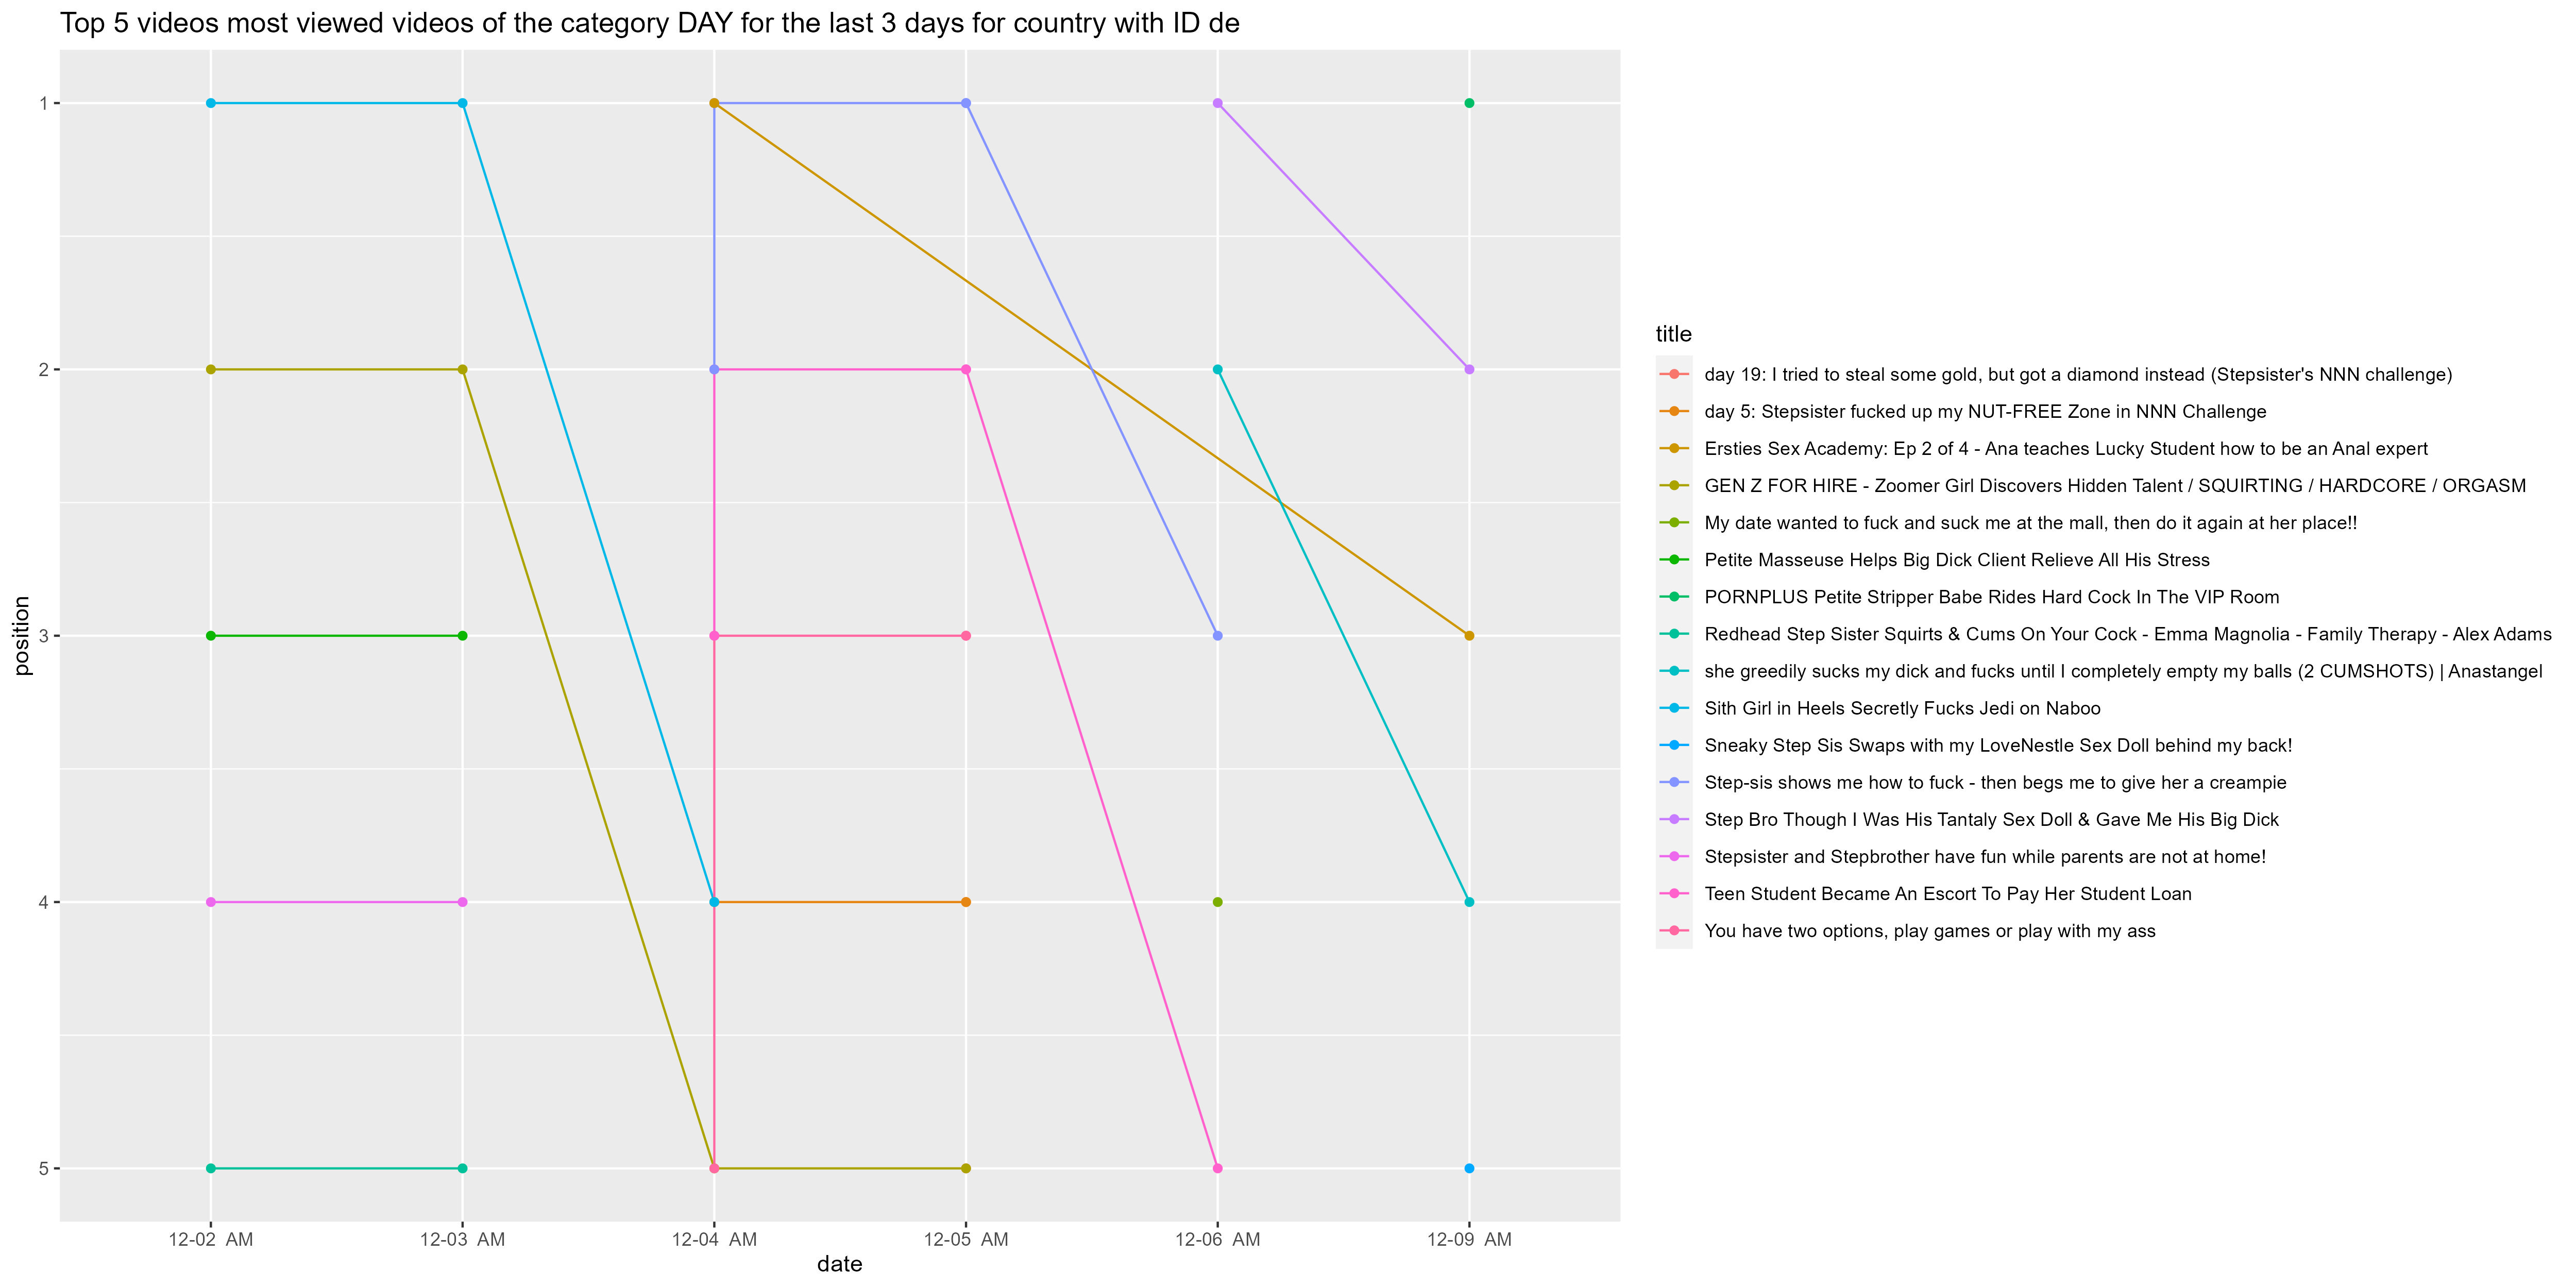 Top 5 videos most viewed videos of the category DAY for the last 3 days for country with ID de
position
1
2
3
4
5
12-02 AM
12-03 AM
12-04 AM
12-05 AM
12-06 AM
12-09 AM
date
title
day 19: I tried to steal some gold, but got a diamond instead (Stepsister's NNN challenge)
day 5: Stepsister fucked up my NUT-FREE Zone in NNN Challenge
Ersties Sex Academy: Ep 2 of 4 - Ana teaches Lucky Student how to be an Anal expert
GEN Z FOR HIRE - Zoomer Girl Discovers Hidden Talent / SQUIRTING / HARDCORE / ORGASM
My date wanted to fuck and suck me at the mall, then do it again at her place!!
Petite Masseuse Helps Big Dick Client Relieve All His Stress
PORNPLUS Petite Stripper Babe Rides Hard Cock In The VIP Room
Redhead Step Sister Squirts & Cums On Your Cock - Emma Magnolia - Family Therapy - Alex Adams
she greedily sucks my dick and fucks until I completely empty my balls (2 CUMSHOTS) | Anastangel
Sith Girl in Heels Secretly Fucks Jedi on Naboo
Sneaky Step Sis Swaps with my LoveNestle Sex Doll behind my back!
Step-sis shows me how to fuck - then begs me to give her a creampie
Step Bro Though I Was His Tantaly Sex Doll & Gave Me His Big Dick
Stepsister and Stepbrother have fun while parents are not at home!
Teen Student Became An Escort To Pay Her Student Loan
You have two options, play games or play with my ass